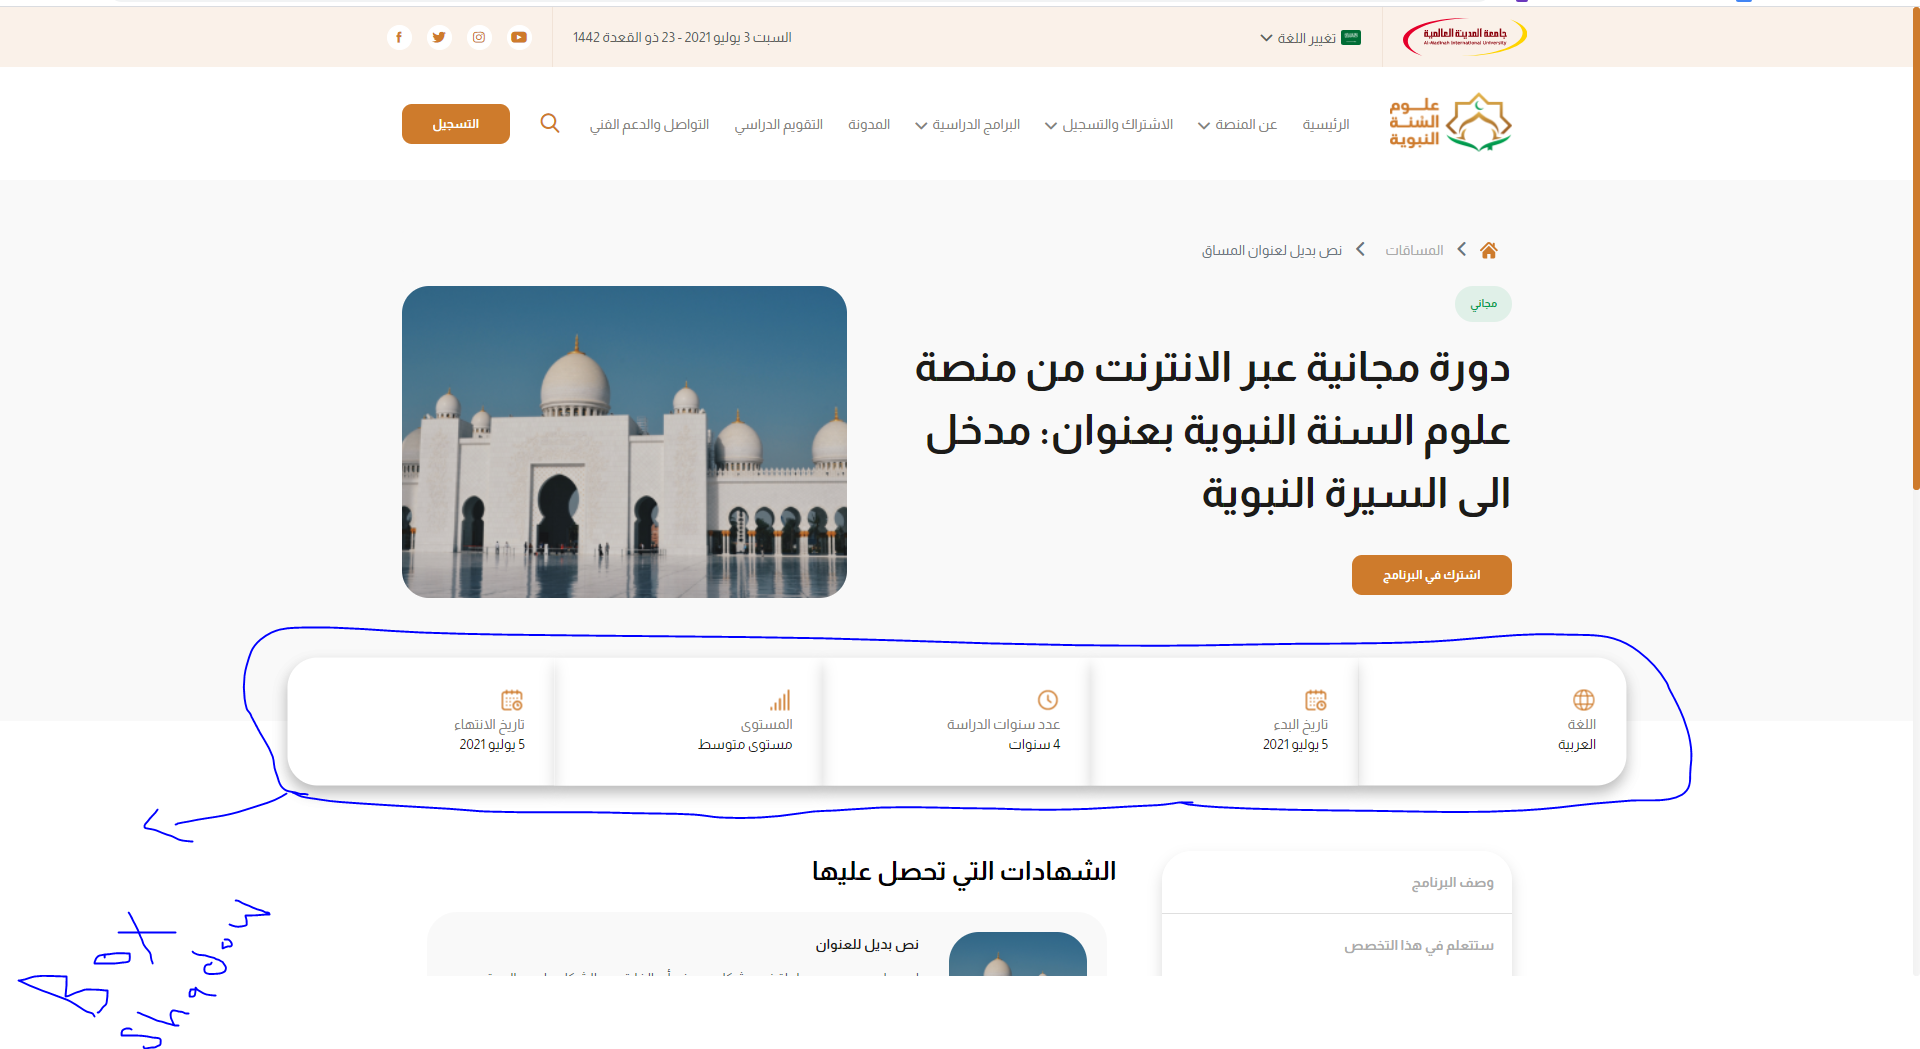 جامعة المدينة العالمية
Al-Madinah International University
تغيير اللغة
السبت 3 يوليو 2021 - 23 ذو القعدة 1442
علوم
السنة
النبوية
الرئيسية
عن المنصة
الاشتراك والتسجيل
البرامج الدراسية
المدونة
التقويم الدراسي
التواصل والدعم الفني
التسجيل
المساقات
نص بديل لعنوان المساق
مجاني
دورة مجانية عبر الانترنت من منصة
علوم السنة النبوية بعنوان: مدخل
الى السيرة النبوية
اشترك في البرنامج
اللغة
العربية
تاريخ البدء
5 يوليو 2021
عدد سنوات الدراسة
4 سنوات
المستوى
مستوى متوسط
تاريخ الانتهاء
5 يوليو 2021
Box
Shadow
وصف البرنامج
ستتعلم في هذا التخصص
الشهادات التي تحصل عليها
نص بديل للعنوان